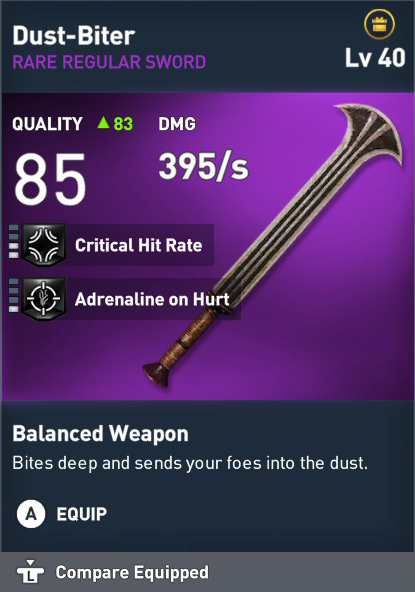 Dust-Biter
RARE REGULAR SWORD
Lv 40
QUALITY 83 DMG
85 395/s
Critical Hit Rate
Adrenaline on Hurt
Balanced Weapon
Bites deep and sends your foes into the dust.
A EQUIP
L Compare Equipped